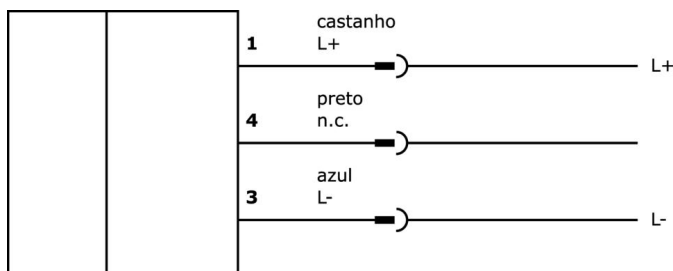 castanho
1 L+ L+
preto
4 n.c.
azul
3 L- L-